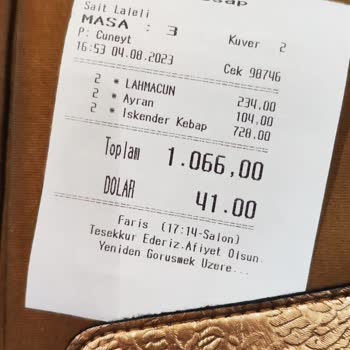 Sait Laleli
MASA : 3
Kuver 2
P: Cuneyt
16:53 04.08.2023
Cek 98746
2 * LAHMACUN 234.00
2 * Ayran 104.00
2 * Iskender Kebap 728.00
Toplam 1.066,00
DOLAR 41.00
Faris (17:14-Salon)
Tesekkur Ederiz.Afiyet Olsun.
Yeniden Gorusmek Uzere...